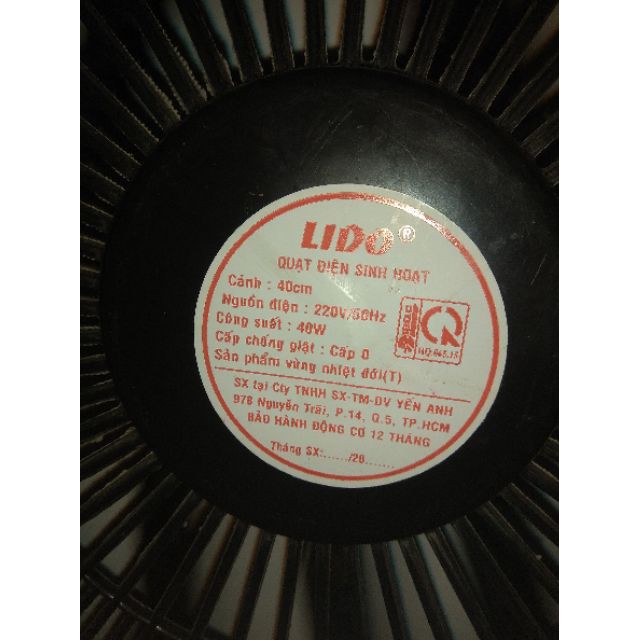 LIDO®
QUẠT ĐIỆN SINH HOẠT
Cánh : 40cm
Nguồn điện : 220V/50Hz
Công suất : 48W
Cấp chống giật : Cấp 0
Sản phẩm vùng nhiệt đới(T)
SX tại Cty TNHH SX-TM-DV YẾN ANH
978 Nguyễn Trãi, P.14, Q.5, TP.HCM
BẢO HÀNH ĐỘNG CƠ 12 THÁNG
Tháng SX:....../20.......